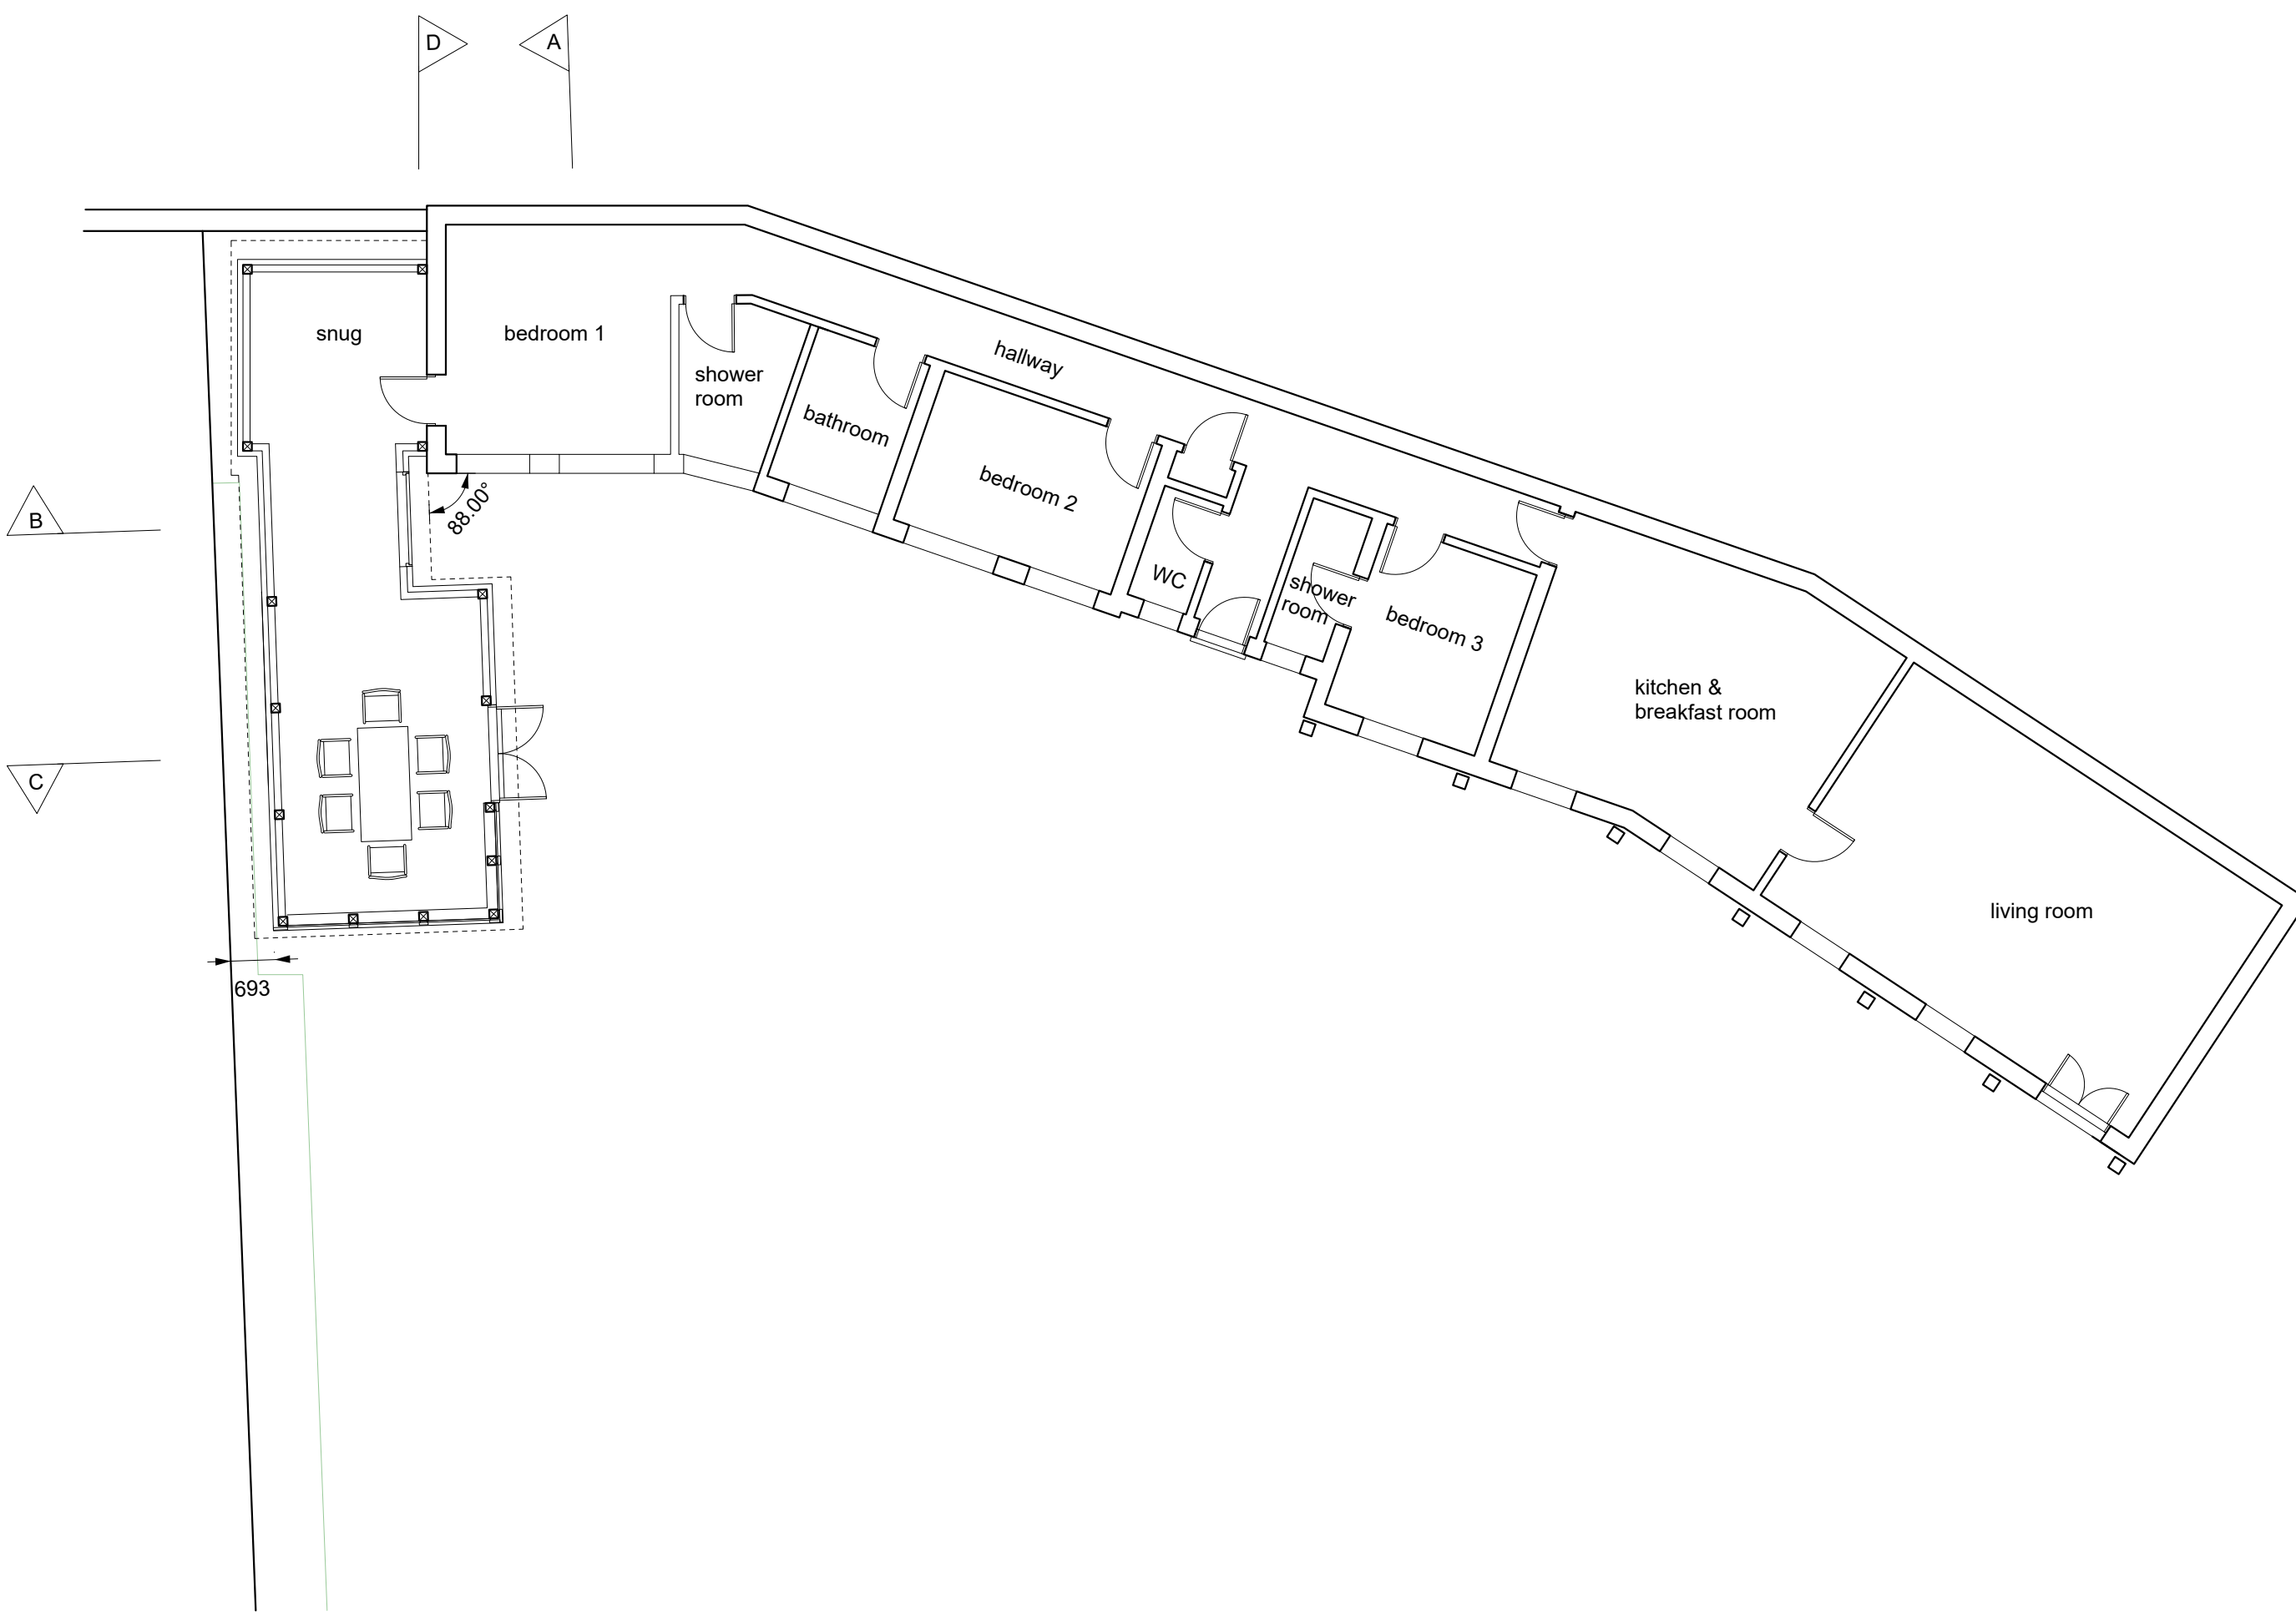 D
A
snug
bedroom 1
shower
room
bathroom
hallway
bedroom 2
88.00°
B
WC
shower
room
bedroom 3
kitchen &
breakfast room
C
living room
693